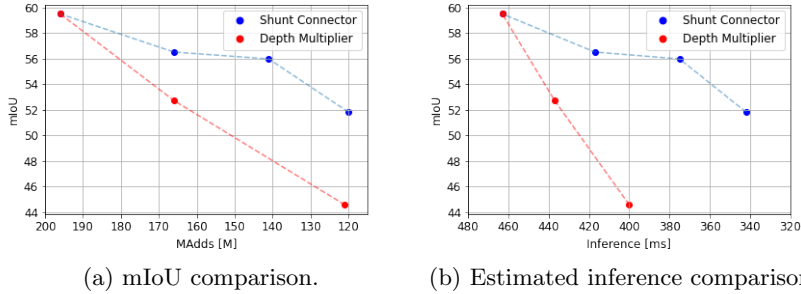 60
58
56
54
52
50
48
46
44
mIoU
Shunt Connector
Depth Multiplier
200 190 180 170 160 150 140 130 120
MAdds [M]
(a) mIoU comparison.
60
58
56
54
52
50
48
46
44
mIoU
Shunt Connector
Depth Multiplier
480 460 440 420 400 380 360 340 320
Inference [ms]
(b) Estimated inference comparison